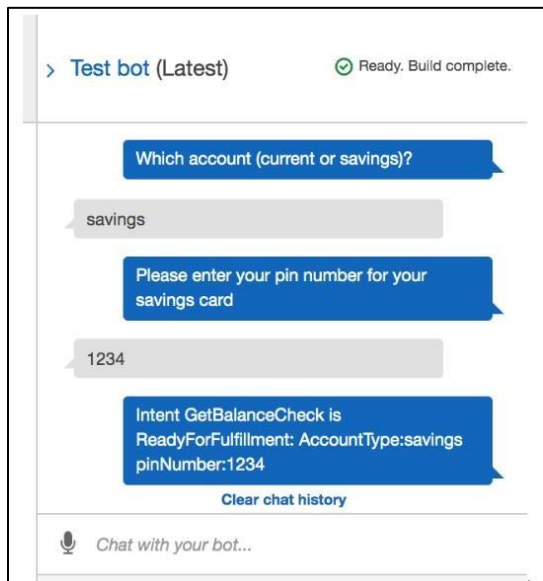 Test bot (Latest)
Ready. Build complete.
Which account (current or savings)?
savings
Please enter your pin number for your
savings card
1234
Intent GetBalanceCheck is
ReadyForFulfillment: AccountType:savings
pinNumber:1234
Clear chat history
Chat with your bot...